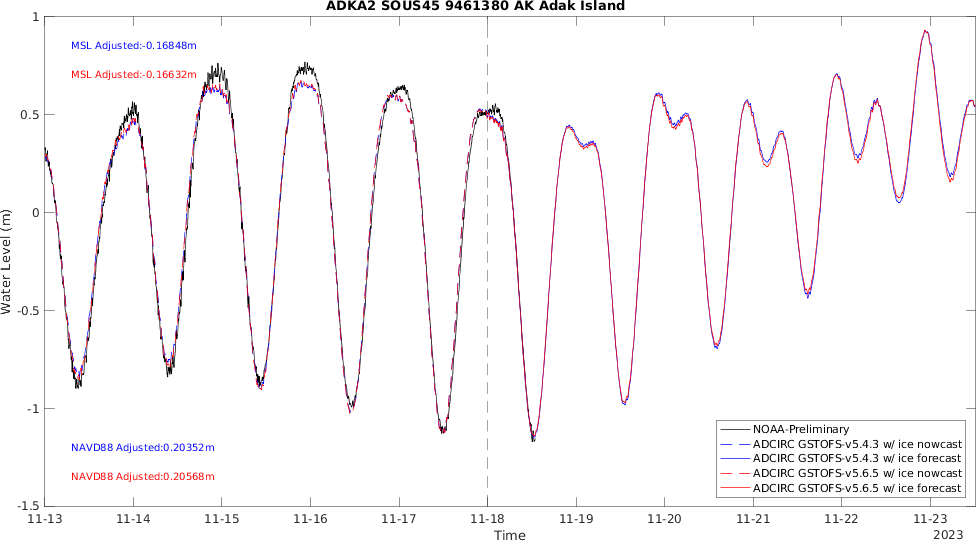 ADKA2 SOUS45 9461380 AK Adak Island
MSL Adjusted:-0.16848m
MSL Adjusted:-0.16632m
NAVD88 Adjusted:0.20352m
NAVD88 Adjusted:0.20568m
Water Level (m)
1
0.5
0
-0.5
-1
-1.5
NOAA-Preliminary
ADCIRC GSTOFS-v5.4.3 w/ ice nowcast
ADCIRC GSTOFS-v5.4.3 w/ ice forecast
ADCIRC GSTOFS-v5.6.5 w/ ice nowcast
ADCIRC GSTOFS-v5.6.5 w/ ice forecast
11-13 11-14 11-15 11-16 11-17 11-18 11-19 11-20 11-21 11-22 11-23
Time
2023